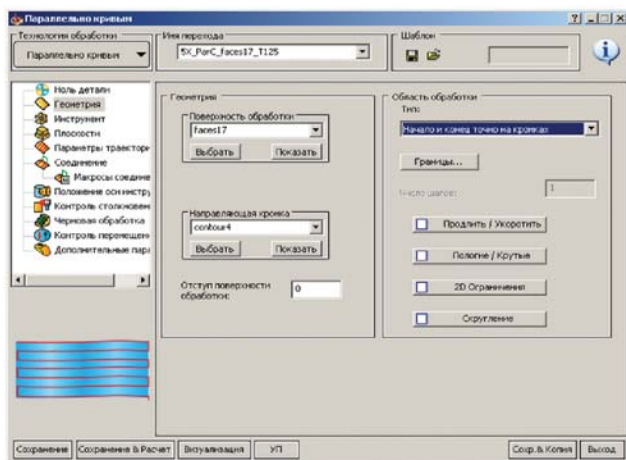 Параллельно кривым
Технология обработки
Параллельно кривым
Имя перехода
5X_ParC_faces17_T125
Шаблон
Ноль детали
Геометрия
Инструмент
Плоскости
Параметры траектори
Соединение
Макросы соедине
Положение оси инстру
Контроль столкновен
Черновая обработка
Контроль перемещен
Дополнительные пара
Геометрия
Поверхность обработки
faces17
Выбрать
Показать
Направляющая кромка
contour4
Выбрать
Показать
Отступ поверхности
обработки:
0
Область обработки
Тип:
Начало и конец точно на кромках
Границы...
Число шагов:
1
Продлить / Укоротить
Пологие / Крутые
2D Ограничения
Скругление
Сохранение
Сохранение & Расчет
Визуализация
УП
Сохр.& Копия
Выход